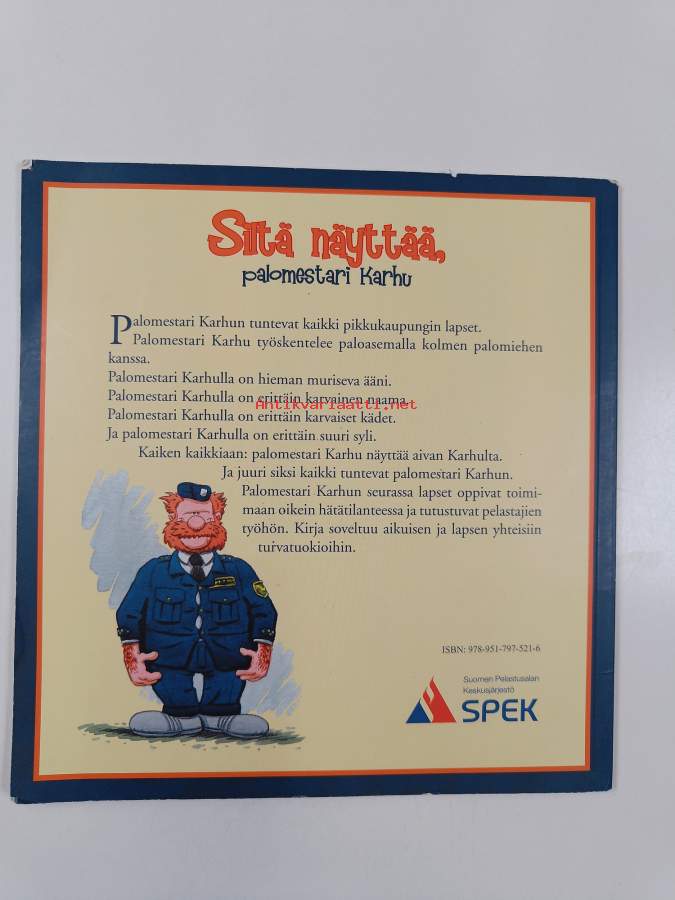 Siltä näyttää,
palomestari Karhu
Palomestari Karhun tuntevat kaikki pikkukaupungin lapset.
Palomestari Karhu työskentelee paloasemalla kolmen palomiehen
kanssa.
Palomestari Karhulla on hieman muriseva ääni.
Palomestari Karhulla on erittäin karvainen naama.
Antikvariaatti.net
Palomestari Karhulla on erittäin karvaiset kädet.
Ja palomestari Karhulla on erittäin suuri syli.
Kaiken kaikkiaan: palomestari Karhu näyttää aivan Karhulta.
Ja juuri siksi kaikki tuntevat palomestari Karhun.
Palomestari Karhun seurassa lapset oppivat toimi-
maan oikein hätätilanteessa ja tutustuvat pelastajien
työhön. Kirja soveltuu aikuisen ja lapsen yhteisiin
turvatuokioihin.
ISBN: 978-951-797-521-6
Suomen Pelastusalan
Keskusjärjestö
SPEK